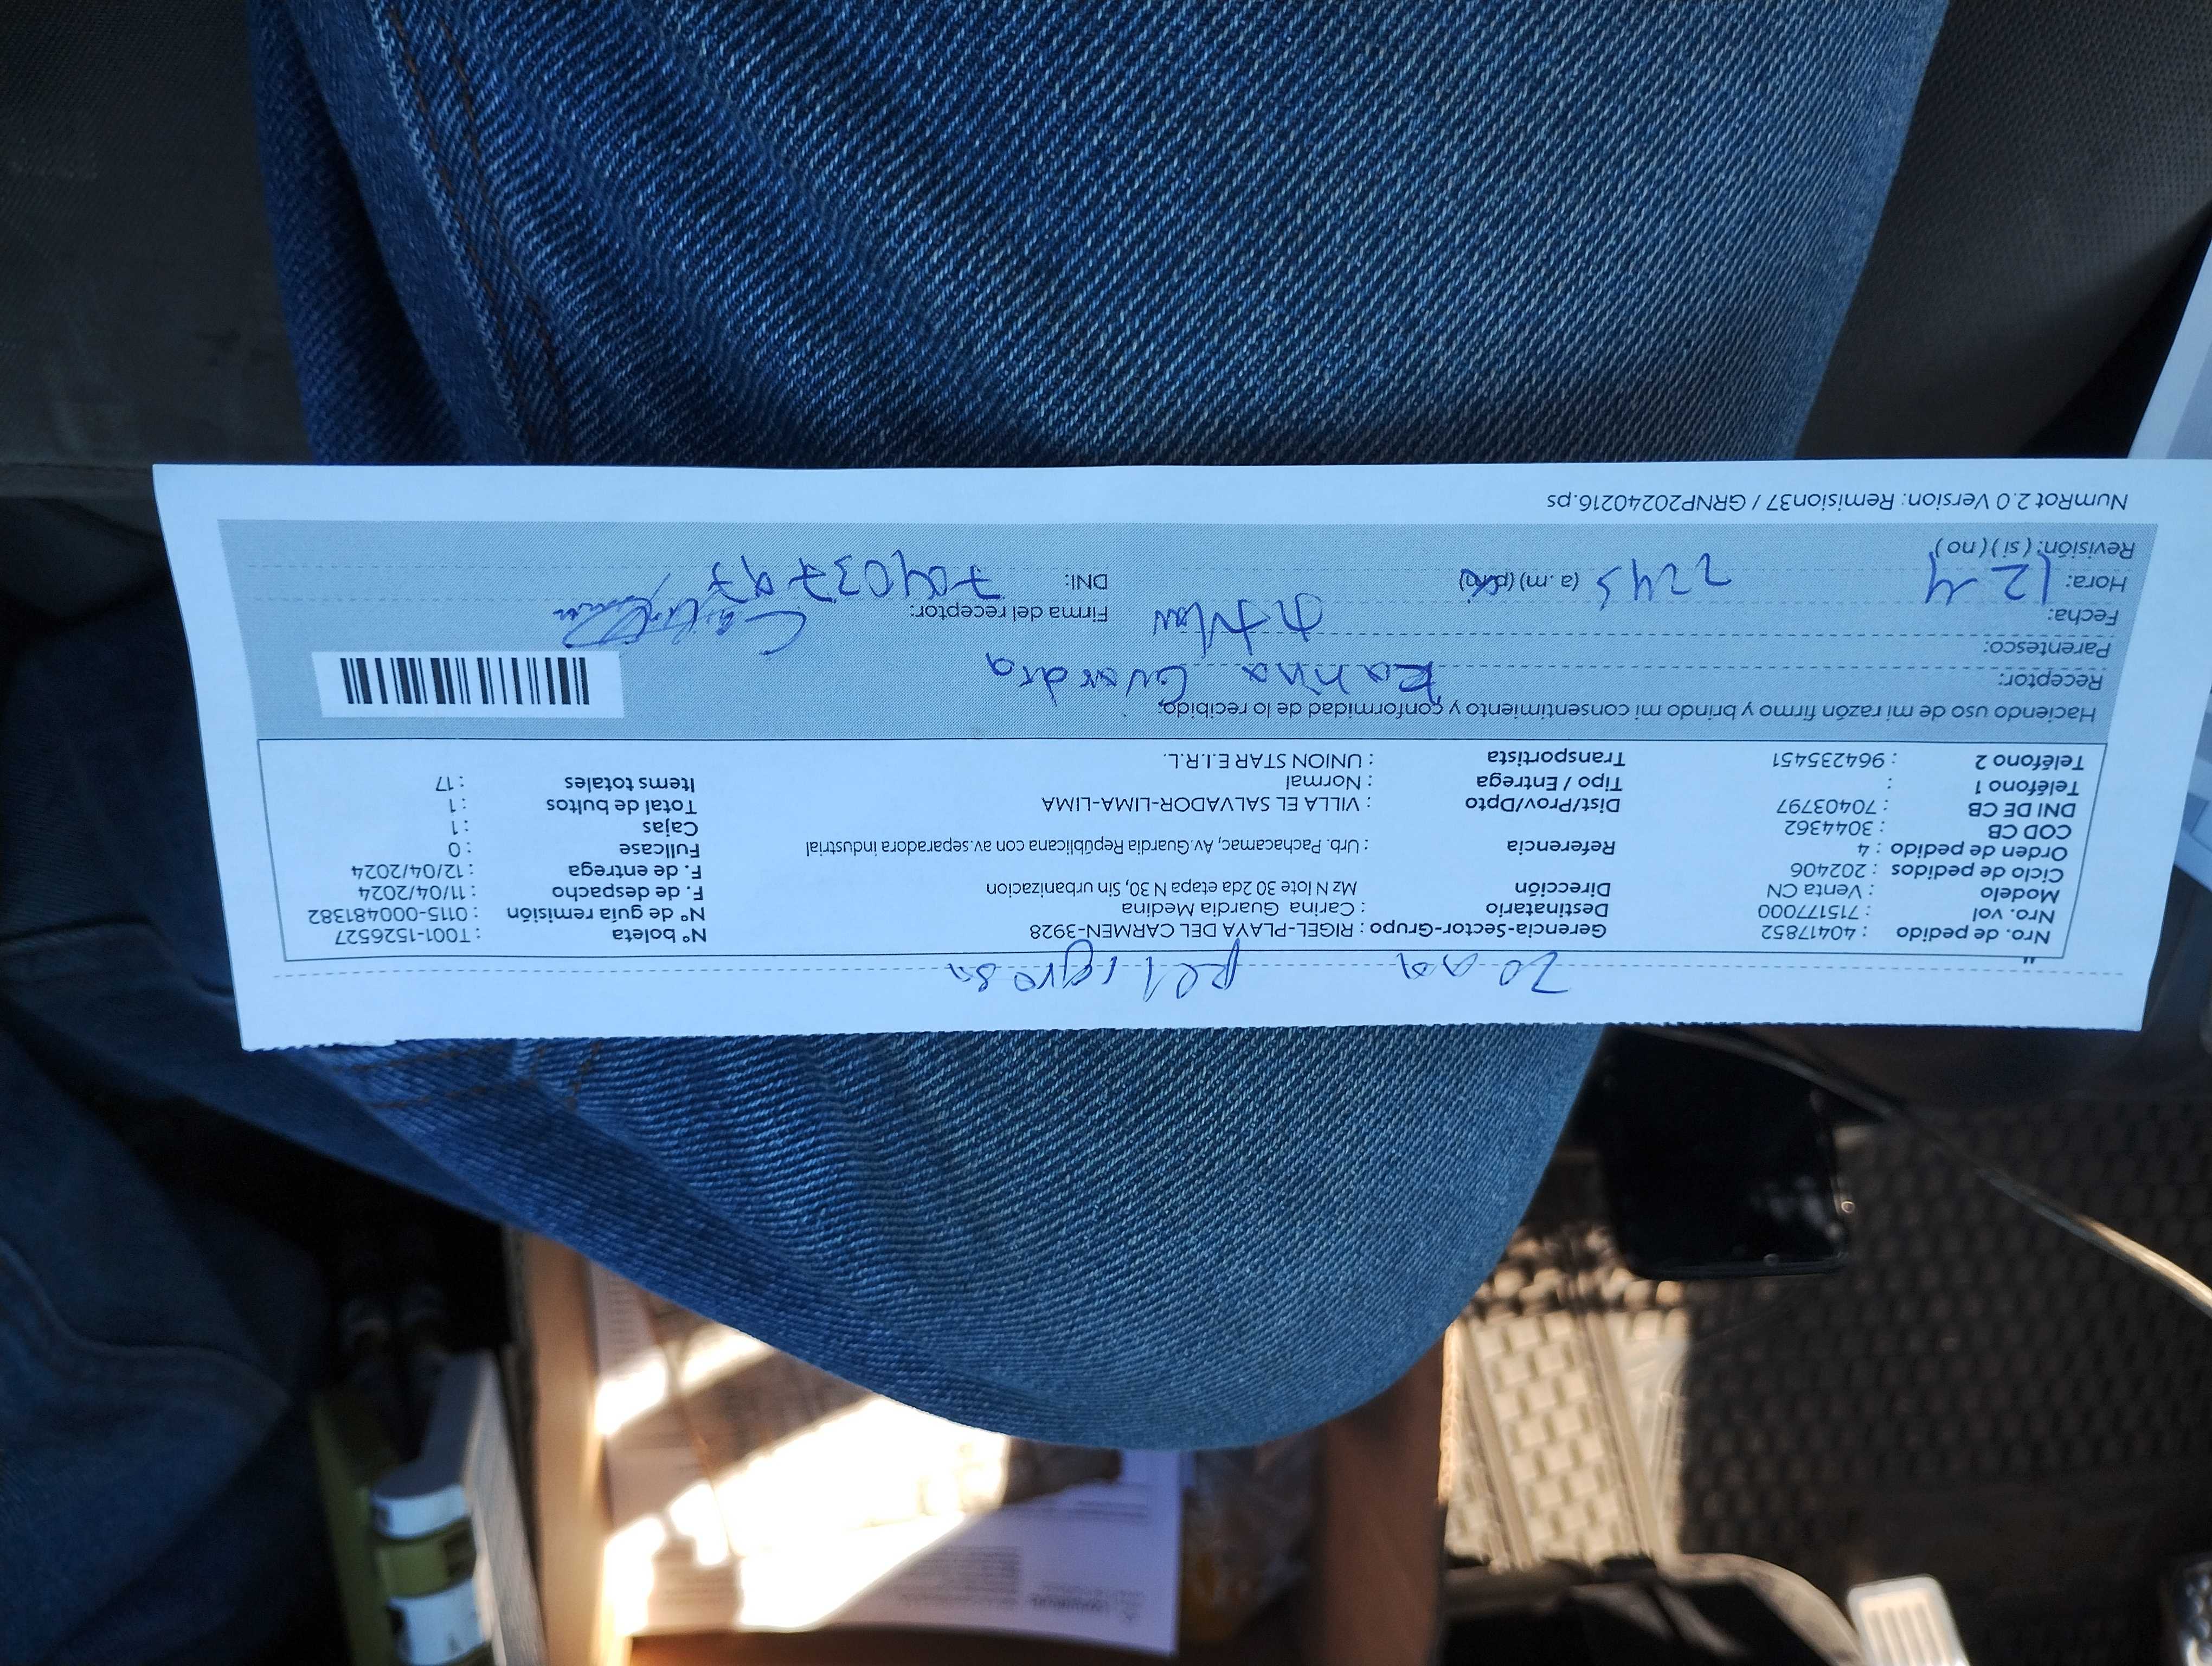 Zona peligrosa
Nro. de pedido : 40417852 Gerencia-Sector-Grupo : RIGEL-PLAYA DEL CARMEN-3928 N° boleta : T001-1526527
Nro. vol : 715177000 Destinatario : Carina Guardia Medina N° de guía remisión : 0115-000481382
Modelo : Venta CN Dirección Mz N lote 30 2da etapa N 30, Sin urbanizacion F. de despacho : 11/04/2024
Ciclo de pedidos : 202406 F. de entrega : 12/04/2024
Orden de pedido : 4 Referencia : Urb. Pachacamac, Av.Guardia Repúblicana con av.separadora industrial Fullcase : 0
COD CB : 3044362 Cajas : 1
DNI DE CB : 70403797 Dist/Prov/Dpto : VILLA EL SALVADOR-LIMA-LIMA Total de bultos : 1
Teléfono 1 : Tipo / Entrega : Normal Items totales : 17
Teléfono 2 : 964235451 Transportista : UNION STAR E.I.R.L.
Haciendo uso de mi razón firmo y brindo mi consentimiento y conformidad de lo recibido:
Receptor: Karina Guardia
Parentesco: titular
Fecha: 12 4 Firma del receptor:
Hora: 2245 (a.m) (p.m) DNI: 70403797
Revisión: ( si ) ( no )
NumRot 2.0 Version: Remision37 / GRNP20240216.ps